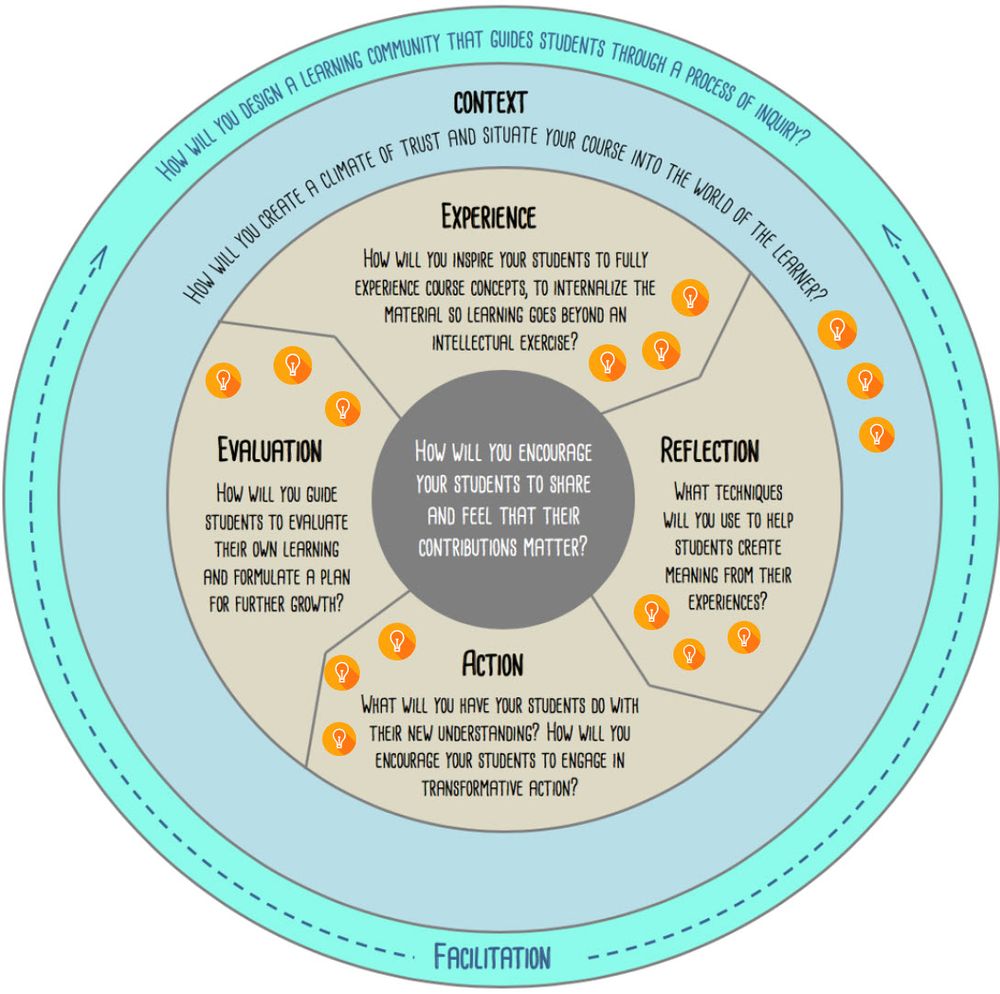 How will you design a learning community that guides students through a process of inquiry?
Context
How will you create a climate of trust and situate your course into the world of the learner?
Experience
How will you inspire your students to fully
experience course concepts, to internalize the
material so learning goes beyond an
intellectual exercise?
Evaluation
How will you guide
students to evaluate
their own learning
and formulate a plan
for further growth?
How will you encourage
your students to share
and feel that their
contributions matter?
Reflection
What techniques
will you use to help
students create
meaning from their
experiences?
Action
What will you have your students do with
their new understanding? How will you
encourage your students to engage in
transformative action?
Facilitation